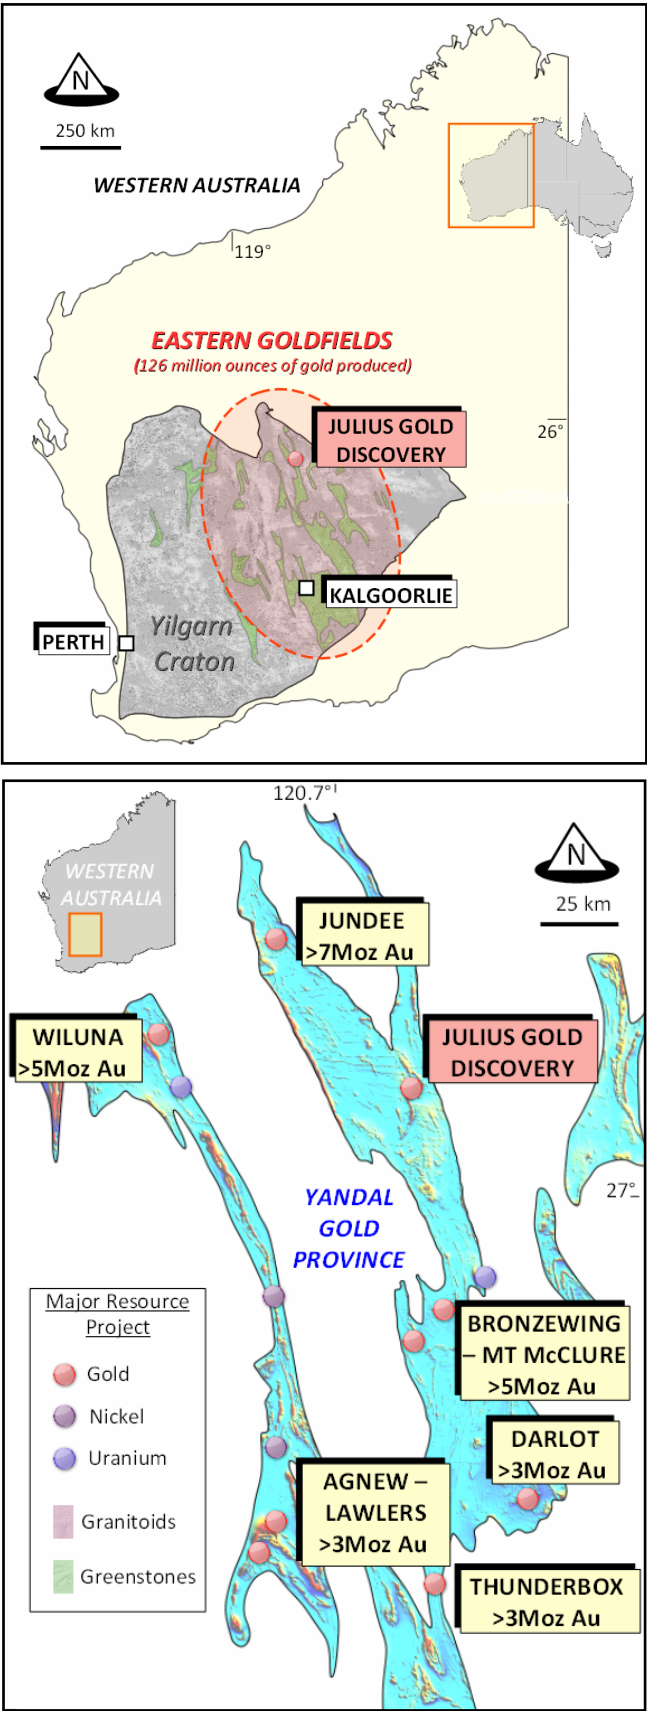 N
250 km
WESTERN AUSTRALIA
119°
EASTERN GOLDFIELDS
(126 million ounces of gold produced)
JULIUS GOLD
DISCOVERY
26°
AUSTRALIA
KALGOORLIE
Yilgarn
Craton
PERTH
120.7°
N
25 km
WESTERN
AUSTRALIA
JUNDEE
>7Moz Au
WILUNA
>5Moz Au
JULIUS GOLD
DISCOVERY
27°
YANDAL
GOLD
PROVINCE
Major Resource
Project
Gold
Nickel
Uranium
Granitoids
Greenstones
BRONZEWING
– MT McCLURE
>5Moz Au
DARLOT
>3Moz Au
AGNEW –
LAWLERS
>3Moz Au
THUNDERBOX
>3Moz Au